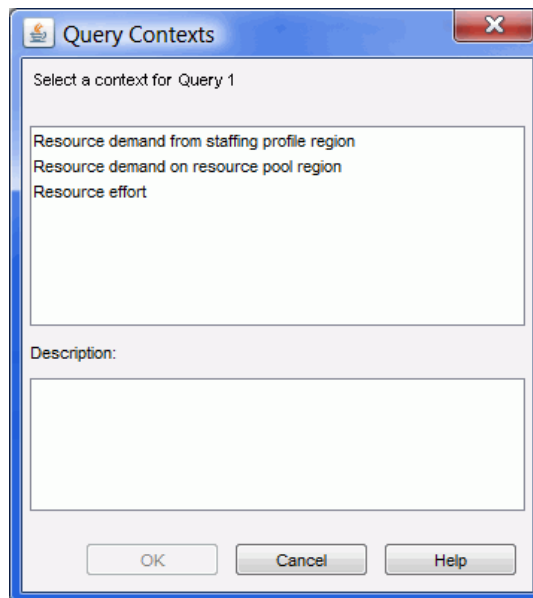 Query Contexts
Select a context for Query 1
Resource demand from staffing profile region
Resource demand on resource pool region
Resource effort
Description:
OK
Cancel
Help